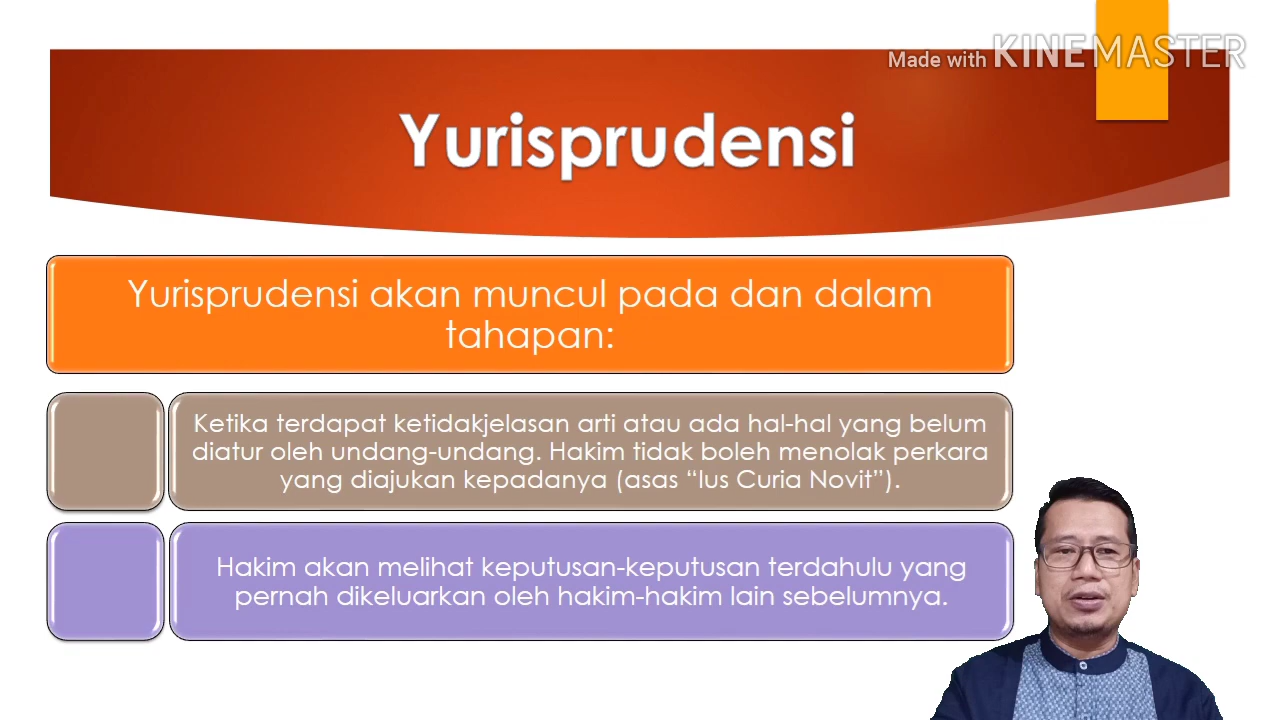 Made with KINEMASTER
Yurisprudensi
Yurisprudensi akan muncul pada dan dalam
tahapan:
Ketika terdapat ketidakjelasan arti atau ada hal-hal yang belum
diatur oleh undang-undang. Hakim tidak boleh menolak perkara
yang diajukan kepadanya (asas “Ius Curia Novit”).
Hakim akan melihat keputusan-keputusan terdahulu yang
pernah dikeluarkan oleh hakim-hakim lain sebelumnya.